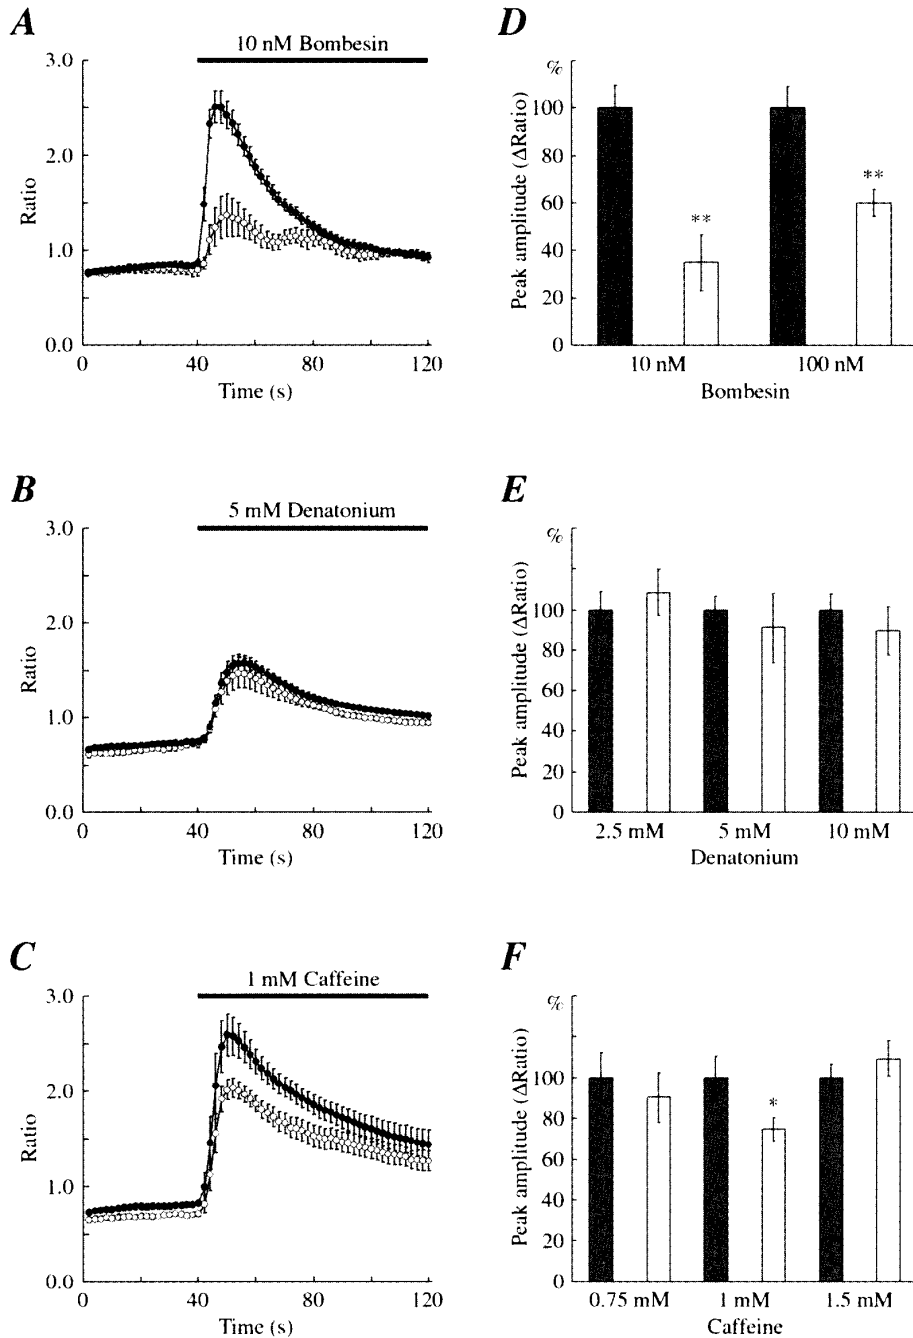 A
10 nM Bombesin
3.0
2.0
1.0
0.0
Ratio
0
40
80
120
Time (s)
D
%
100
80
60
40
20
0
Peak amplitude (ΔRatio)
**
**
10 nM
100 nM
Bombesin
B
5 mM Denatonium
3.0
2.0
1.0
0.0
Ratio
0
40
80
120
Time (s)
E
%
100
80
60
40
20
0
Peak amplitude (ΔRatio)
2.5 mM
5 mM
10 mM
Denatonium
C
1 mM Caffeine
3.0
2.0
1.0
0.0
Ratio
0
40
80
120
Time (s)
F
%
100
80
60
40
20
0
Peak amplitude (ΔRatio)
*
0.75 mM
1 mM
1.5 mM
Caffeine